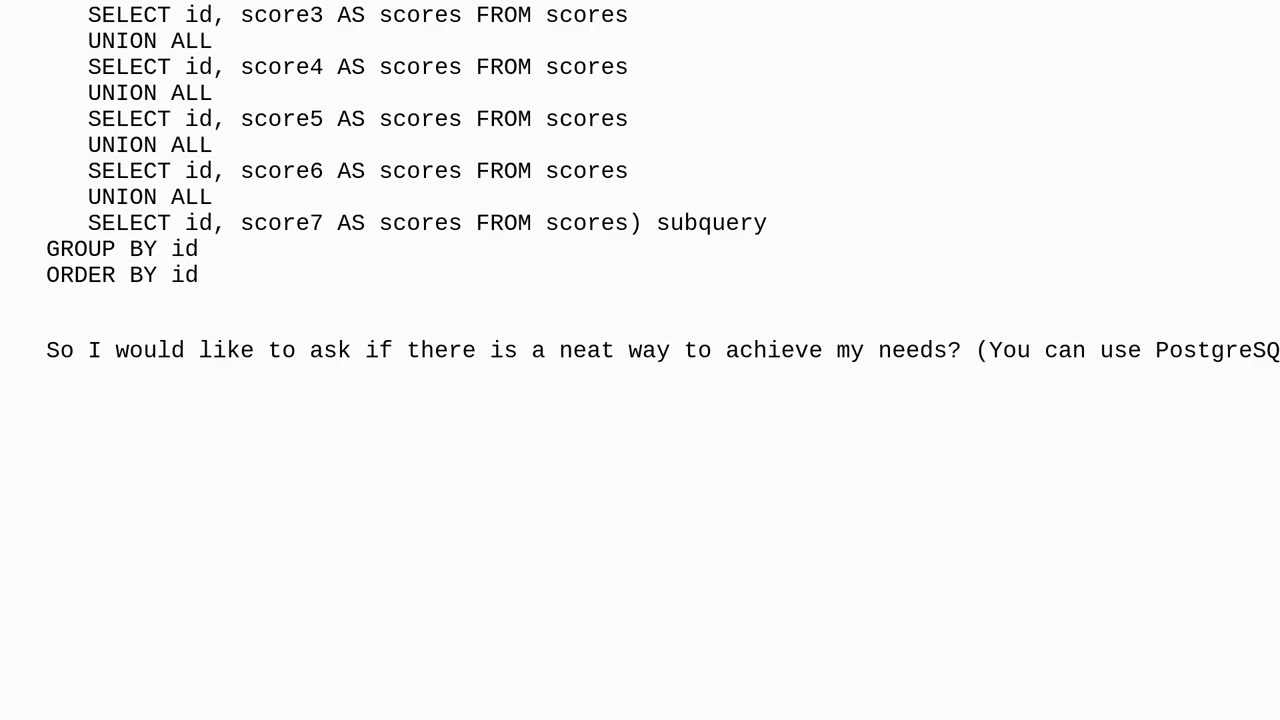 SELECT id, score3 AS scores FROM scores
UNION ALL
SELECT id, score4 AS scores FROM scores
UNION ALL
SELECT id, score5 AS scores FROM scores
UNION ALL
SELECT id, score6 AS scores FROM scores
UNION ALL
SELECT id, score7 AS scores FROM scores) subquery
GROUP BY id
ORDER BY id
So I would like to ask if there is a neat way to achieve my needs? (You can use PostgreSQ